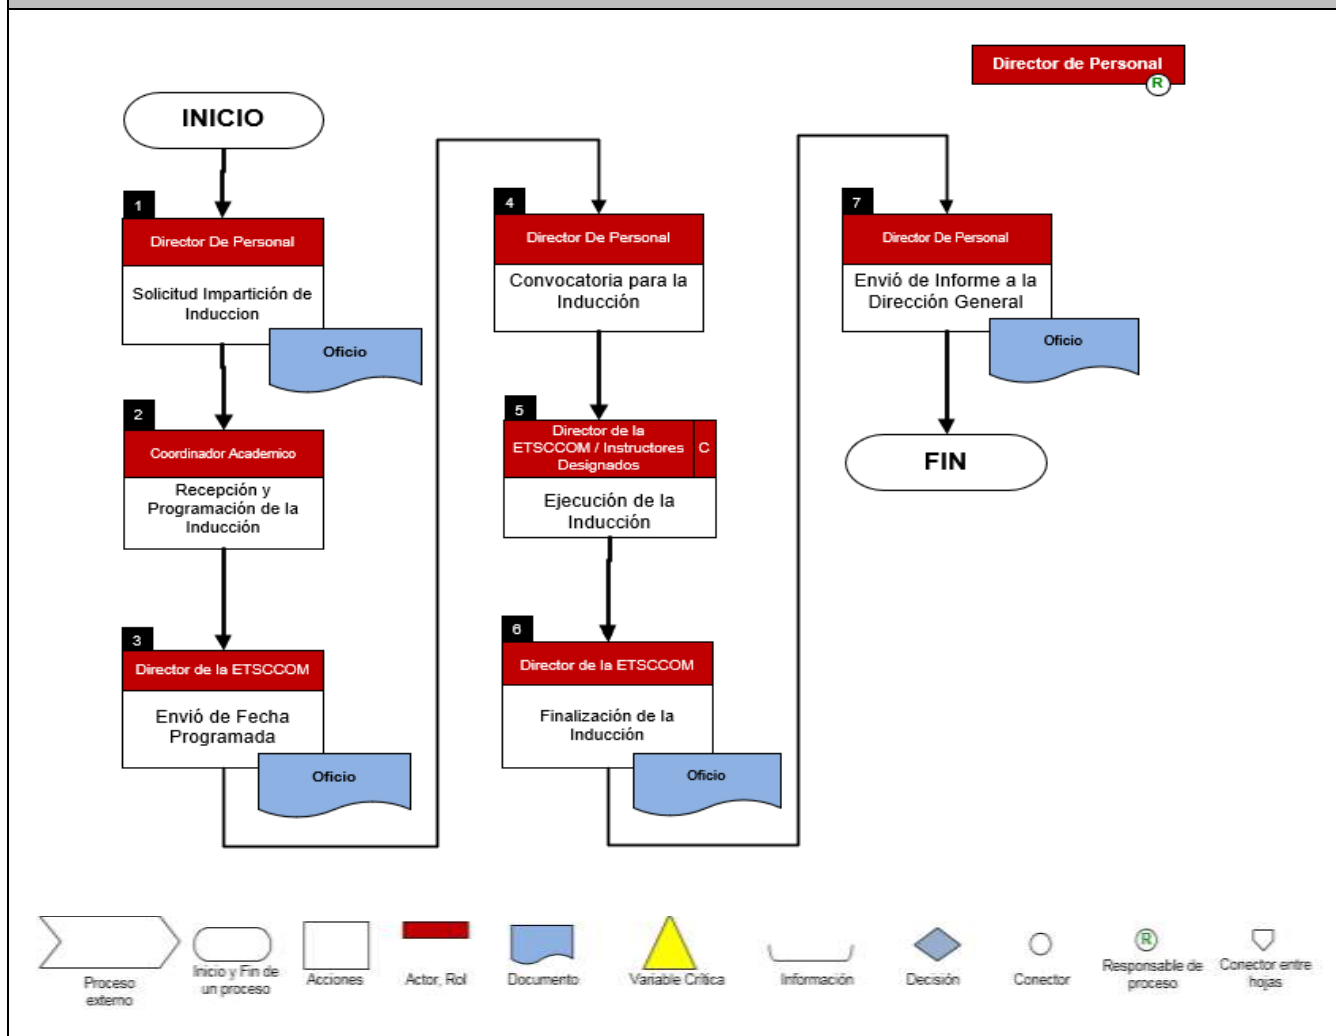 Director de Personal
R
INICIO
1
Director De Personal
Solicitud Impartición de
Induccion
Oficio
2
Coordinador Academico
Recepción y
Programación de la
Inducción
3
Director de la ETSCCOM
Envió de Fecha
Programada
Oficio
4
Director De Personal
Convocatoria para la
Inducción
5
Director de la
ETSCCOM / Instructores
Designados
C
Ejecución de la
Inducción
6
Director de la ETSCCOM
Finalización de la
Inducción
Oficio
7
Director De Personal
Envió de Informe a la
Dirección General
Oficio
FIN
Proceso
externo
Inicio y Fin de
un proceso
Acciones
Actor, Rol
Documento
Variable Crítica
Información
Decisión
Conector
R
Responsable de
proceso
Conector entre
hojas